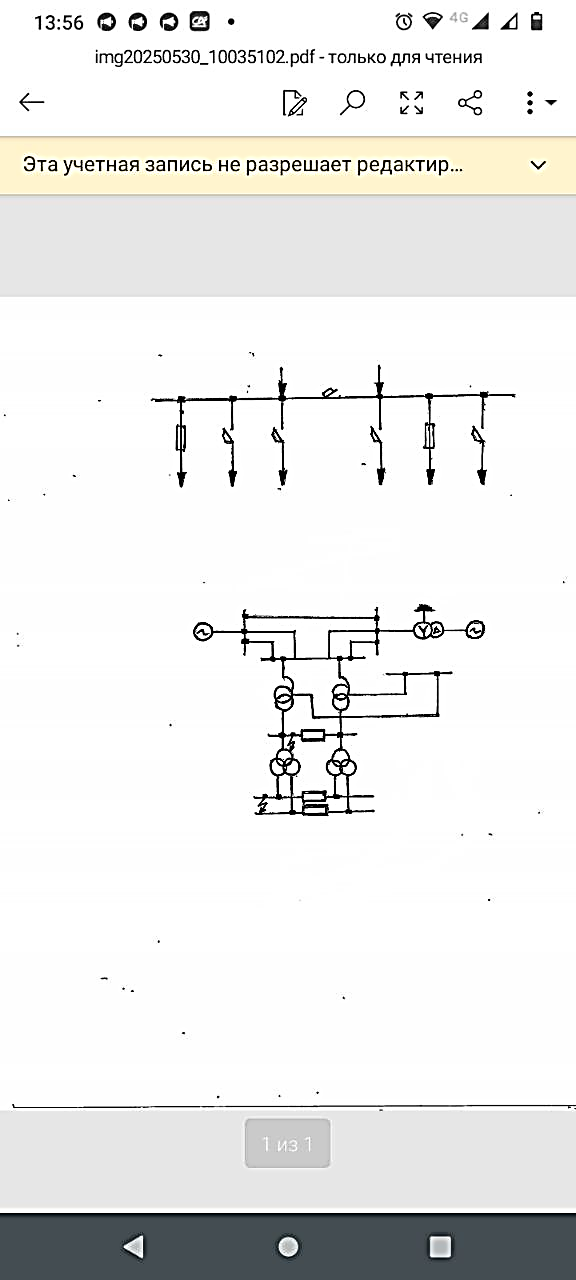 13:56
4G
img20250530_10035102.pdf - только для чтения
Эта учетная запись не разрешает редактир...
1 из 1